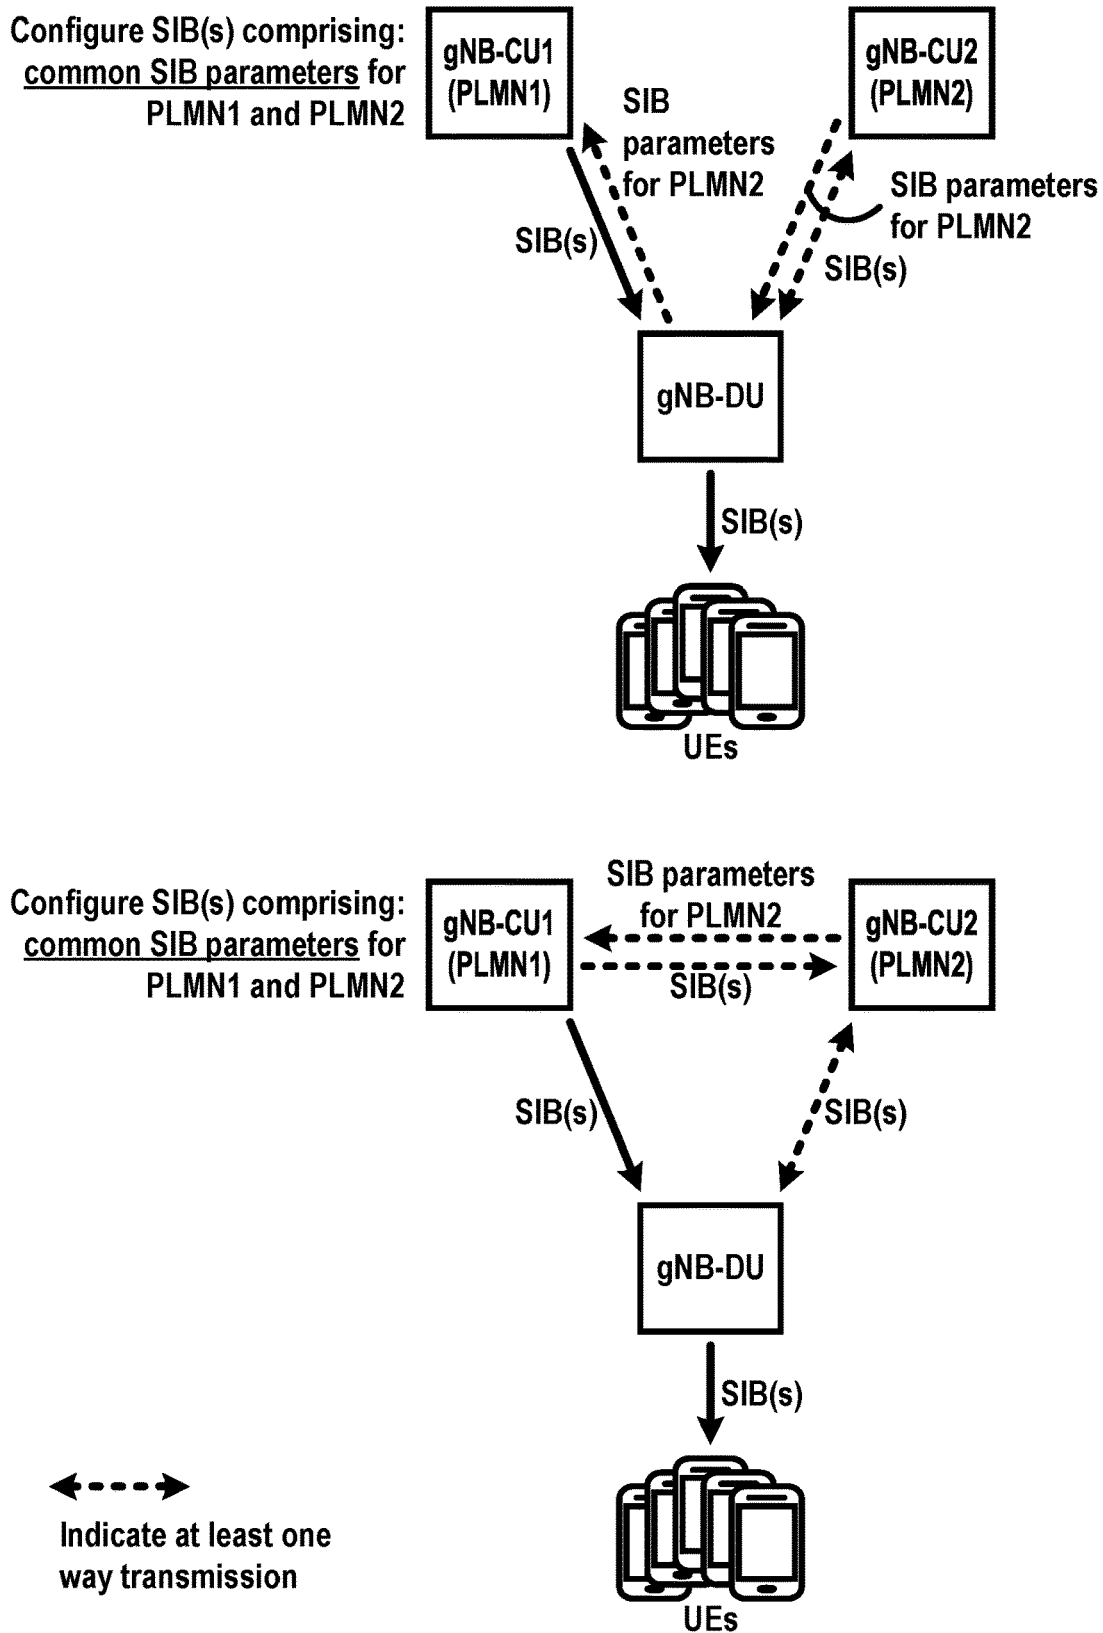 Configure SIB(s) comprising:
common SIB parameters for
PLMN1 and PLMN2
gNB-CU1
(PLMN1)
gNB-CU2
(PLMN2)
SIB
parameters
for PLMN2
SIB parameters
for PLMN2
SIB(s)
SIB(s)
gNB-DU
SIB(s)
UEs
Configure SIB(s) comprising:
common SIB parameters for
PLMN1 and PLMN2
gNB-CU1
(PLMN1)
SIB parameters
for PLMN2
SIB(s)
gNB-CU2
(PLMN2)
SIB(s)
SIB(s)
gNB-DU
SIB(s)
UEs
Indicate at least one
way transmission